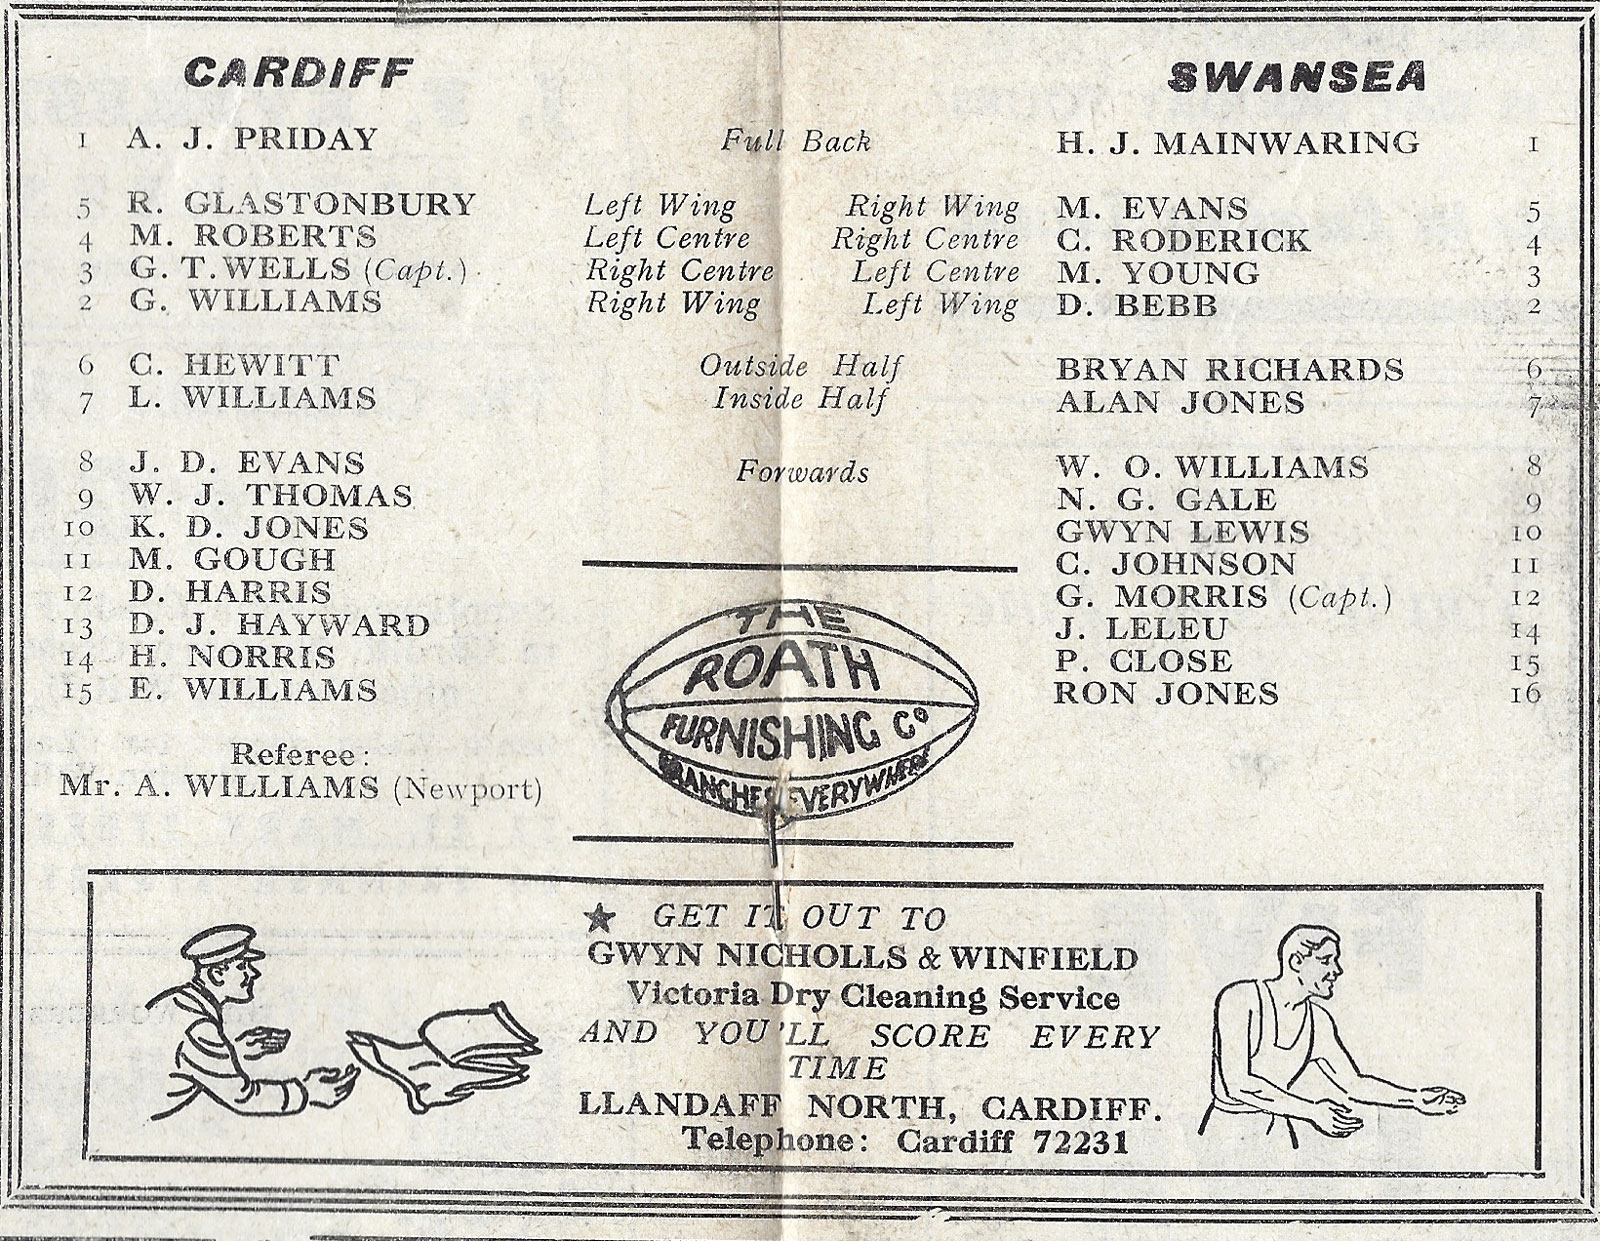 CARDIFF SWANSEA
1 A. J. PRIDAY Full Back H. J. MAINWARING 1
5 R. GLASTONBURY Left Wing Right Wing M. EVANS 5
4 M. ROBERTS Left Centre Right Centre C. RODERICK 4
3 G. T. WELLS (Capt.) Right Centre Left Centre M. YOUNG 3
2 G. WILLIAMS Right Wing Left Wing D. BEBB 2
6 C. HEWITT Outside Half BRYAN RICHARDS 6
7 L. WILLIAMS Inside Half ALAN JONES 7
8 J. D. EVANS Forwards W. O. WILLIAMS 8
9 W. J. THOMAS N. G. GALE 9
10 K. D. JONES GWYN LEWIS 10
11 M. GOUGH C. JOHNSON 11
12 D. HARRIS G. MORRIS (Capt.) 12
13 D. J. HAYWARD J. LELEU 14
14 H. NORRIS P. CLOSE 15
15 E. WILLIAMS RON JONES 16
Referee:
Mr. A. WILLIAMS (Newport)
THE
ROATH
FURNISHING Co
BRANCHES EVERYWHERE
★ GET IT OUT TO
GWYN NICHOLLS & WINFIELD
Victoria Dry Cleaning Service
AND YOU'LL SCORE EVERY
TIME
LLANDAFF NORTH, CARDIFF.
Telephone: Cardiff 72231